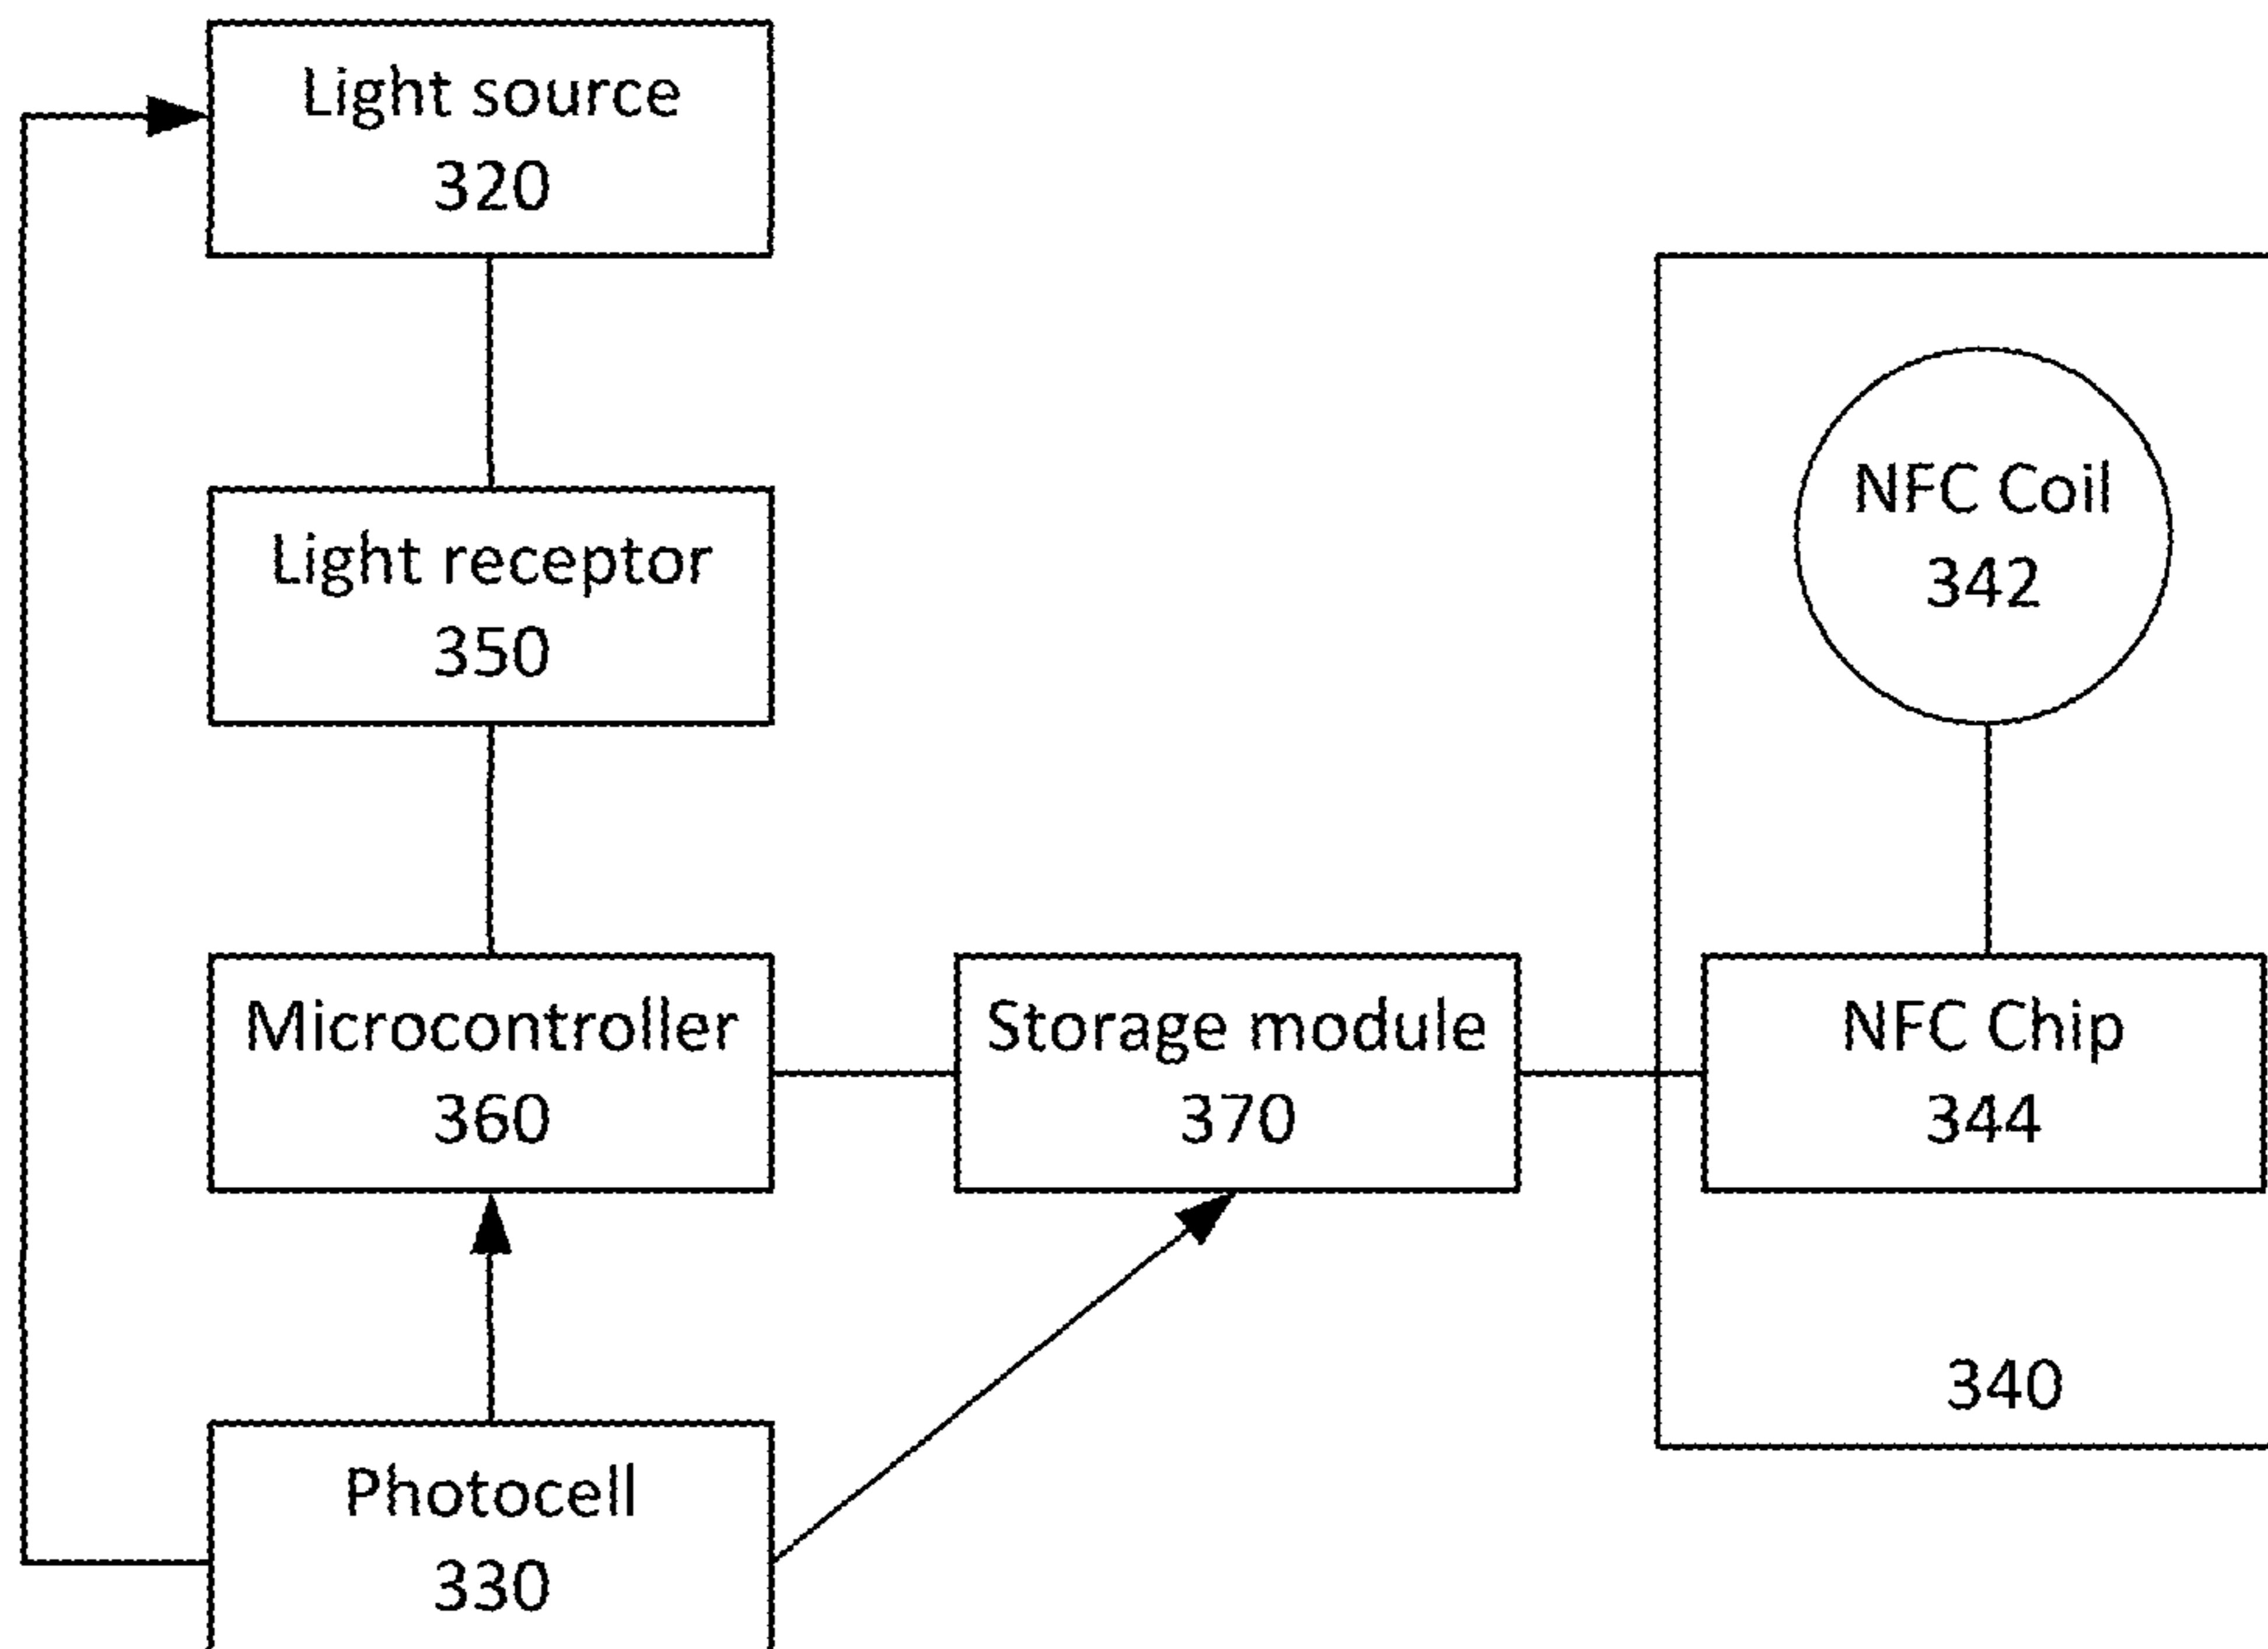 Light source
320
Light receptor
350
NFC Coil
342
Microcontroller
360
Storage module
370
NFC Chip
344
340
Photocell
330